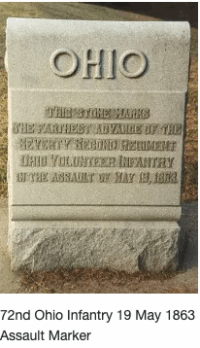 OHIO
THIS STONE MARKS
THE FARTHEST ADVANCE OF THE
SEVENTY SECOND REGIMENT
OHIO VOLUNTEER INFANTRY
IN THE ASSAULT OF MAY 19, 1863
72nd Ohio Infantry 19 May 1863
Assault Marker